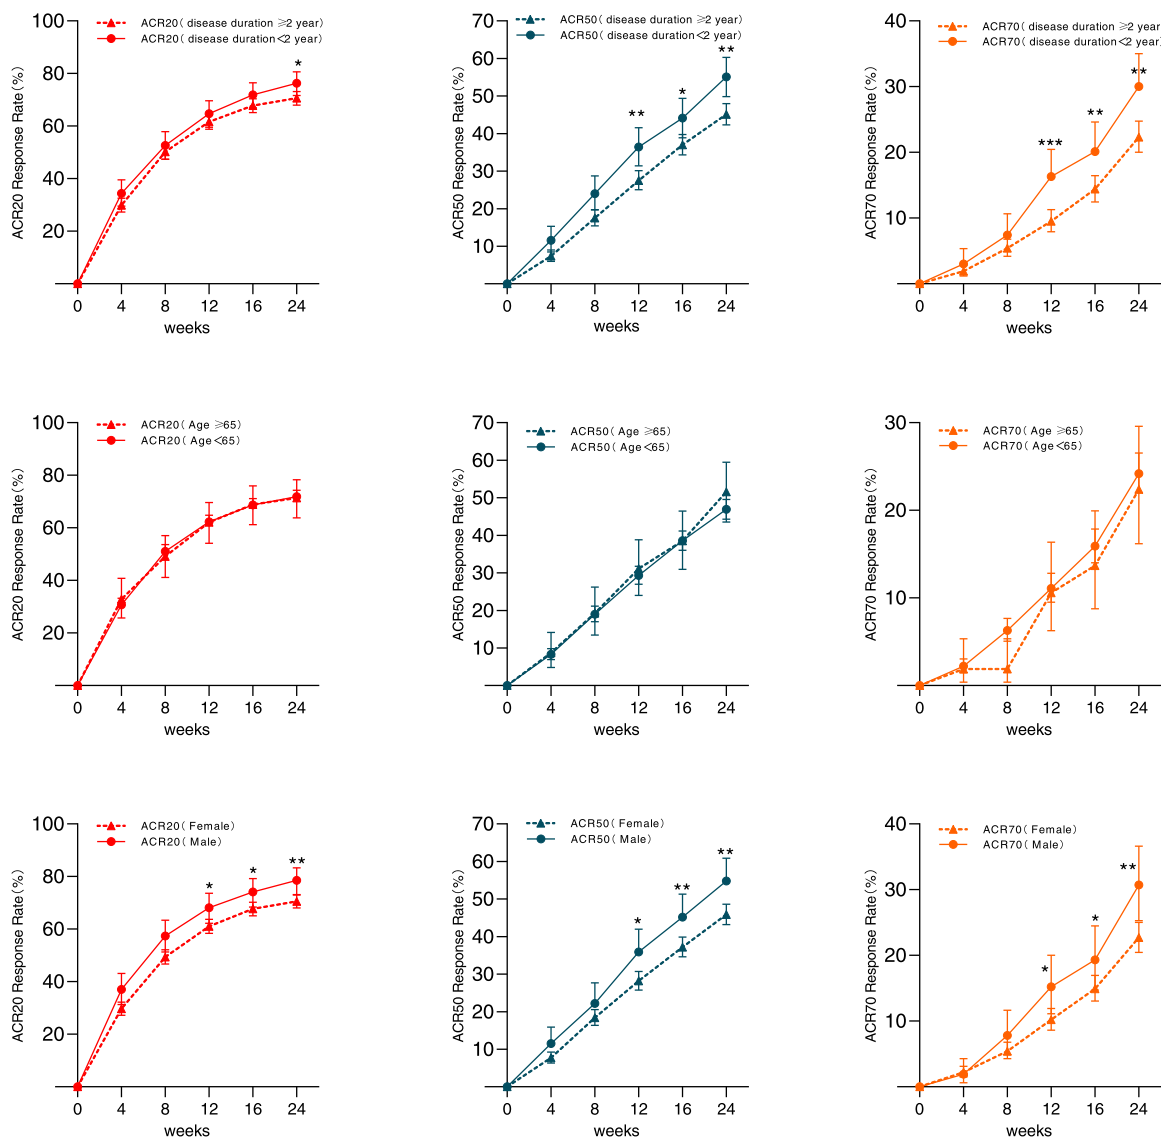 ACR20( disease duration ≥2 year)
ACR20( disease duration<2 year)
ACR20 Response Rate(%)
100
80
60
40
20
*
0 4 8 12 16 24
weeks
ACR50( disease duration ≥2 year)
ACR50( disease duration<2 year)
ACR50 Response Rate(%)
70
60
50
40
30
20
10
** * **
0 4 8 12 16 24
weeks
ACR70( disease duration ≥2 year
ACR70( disease duration<2 year)
ACR70 Response Rate(%)
40
30
20
10
*** ** **
0 4 8 12 16 24
weeks
ACR20( Age ≥65)
ACR20( Age<65)
ACR20 Response Rate(%)
100
80
60
40
20
0 4 8 12 16 24
weeks
ACR50( Age ≥65)
ACR50( Age<65)
ACR50 Response Rate(%)
70
60
50
40
30
20
10
0 4 8 12 16 24
weeks
ACR70( Age ≥65)
ACR70( Age<65)
ACR70 Response Rate(%)
30
20
10
0 4 8 12 16 24
weeks
ACR20( Female)
ACR20( Male)
ACR20 Response Rate(%)
100
80
60
40
20
* * **
0 4 8 12 16 24
weeks
ACR50( Female)
ACR50( Male)
ACR50 Response Rate(%)
70
60
50
40
30
20
10
* ** **
0 4 8 12 16 24
weeks
ACR70( Female)
ACR70( Male)
ACR70 Response Rate(%)
40
30
20
10
* * **
0 4 8 12 16 24
weeks